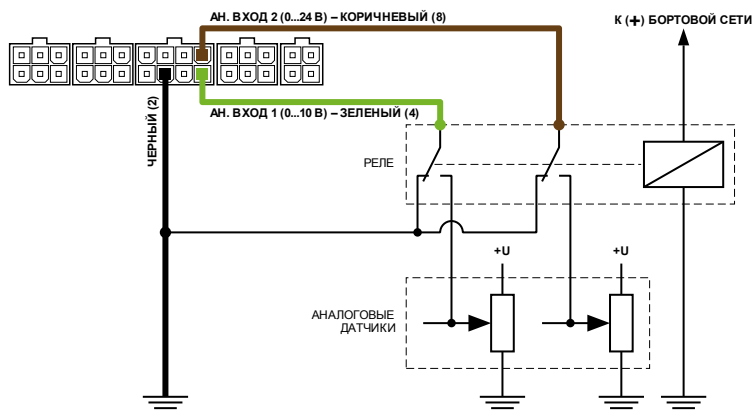 АН. ВХОД 2 (0...24 В) – КОРИЧНЕВЫЙ (8)
К (+) БОРТОВОЙ СЕТИ
АН. ВХОД 1 (0...10 В) – ЗЕЛЕНЫЙ (4)
ЧЕРНЫЙ (2)
РЕЛЕ
+U
+U
АНАЛОГОВЫЕ
ДАТЧИКИ